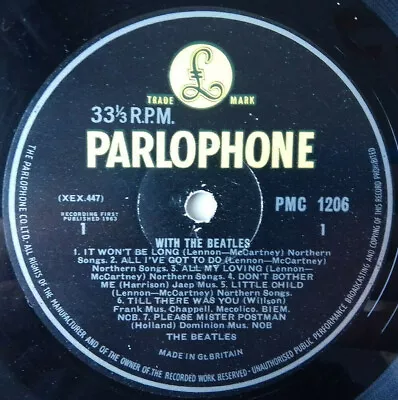 £
TRADE MARK
33⅓ R.P.M.
PARLOPHONE
(XEX.447)
PMC 1206
RECORDING FIRST
PUBLISHED 1963
1
1
WITH THE BEATLES
1. IT WON'T BE LONG (Lennon—McCartney) Northern
Songs. 2. ALL I'VE GOT TO DO (Lennon—McCartney)
Northern Songs. 3. ALL MY LOVING (Lennon—
McCartney) Northern Songs. 4. DON'T BOTHER
ME (Harrison) Jaep Mus. 5. LITTLE CHILD
(Lennon—McCartney) Northern Songs.
6. TILL THERE WAS YOU (Willson)
Frank Mus. Chappell. Mecolico. BIEM.
NOB. 7. PLEASE MISTER POSTMAN
(Holland) Dominion Mus. NOB
THE BEATLES
MADE IN Gt. BRITAIN
THE PARLOPHONE CO. LTD. ALL RIGHTS OF THE MANUFACTURER AND OF THE OWNER OF THE RECORDED WORK RESERVED UNAUTHORISED PUBLIC PERFORMANCE BROADCASTING AND COPYING OF THIS RECORD PROHIBITED